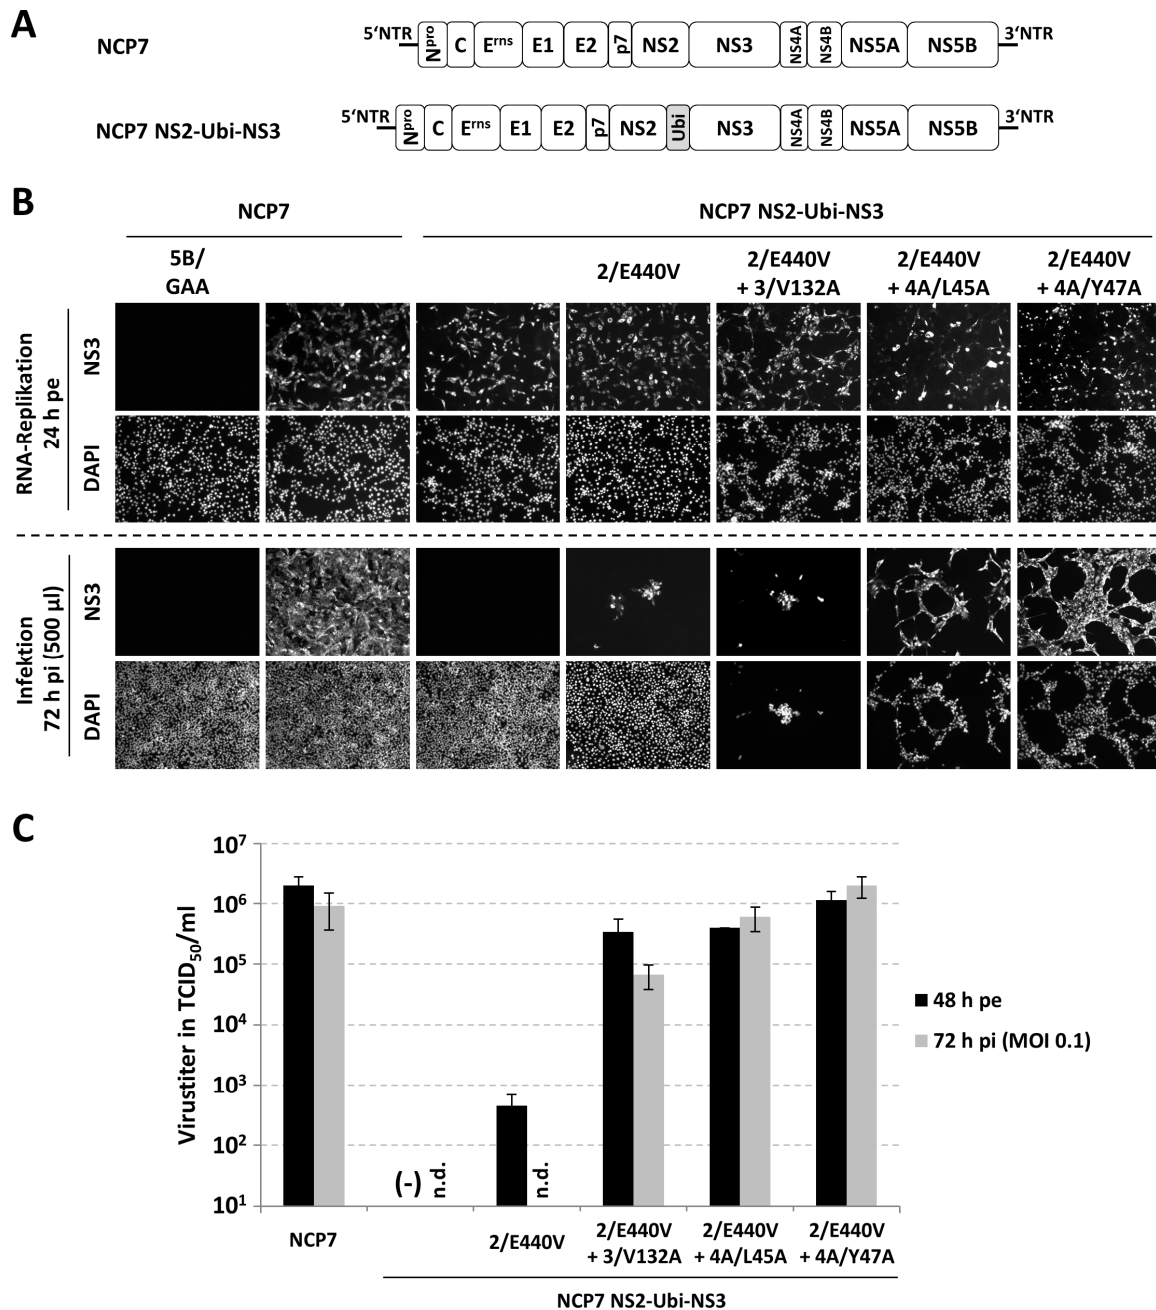 A
NCP7
5‘NTR Npro C Erns E1 E2 p7 NS2 NS3 NS4A NS4B NS5A NS5B 3‘NTR
NCP7 NS2-Ubi-NS3
5‘NTR Npro C Erns E1 E2 p7 NS2 Ubi NS3 NS4A NS4B NS5A NS5B 3‘NTR
B
NCP7
NCP7 NS2-Ubi-NS3
5B/
GAA
2/E440V
2/E440V
+ 3/V132A
2/E440V
+ 4A/L45A
2/E440V
+ 4A/Y47A
RNA-Replikation
24 h pe
NS3
DAPI
Infektion
72 h pi (500 µl)
NS3
DAPI
C
Virustiter in TCID50/ml
10⁷
10⁶
10⁵
10⁴
10³
10²
10¹
(-)
n.d.
n.d.
48 h pe
72 h pi (MOI 0.1)
NCP7
2/E440V
2/E440V
+ 3/V132A
2/E440V
+ 4A/L45A
2/E440V
+ 4A/Y47A
NCP7 NS2-Ubi-NS3